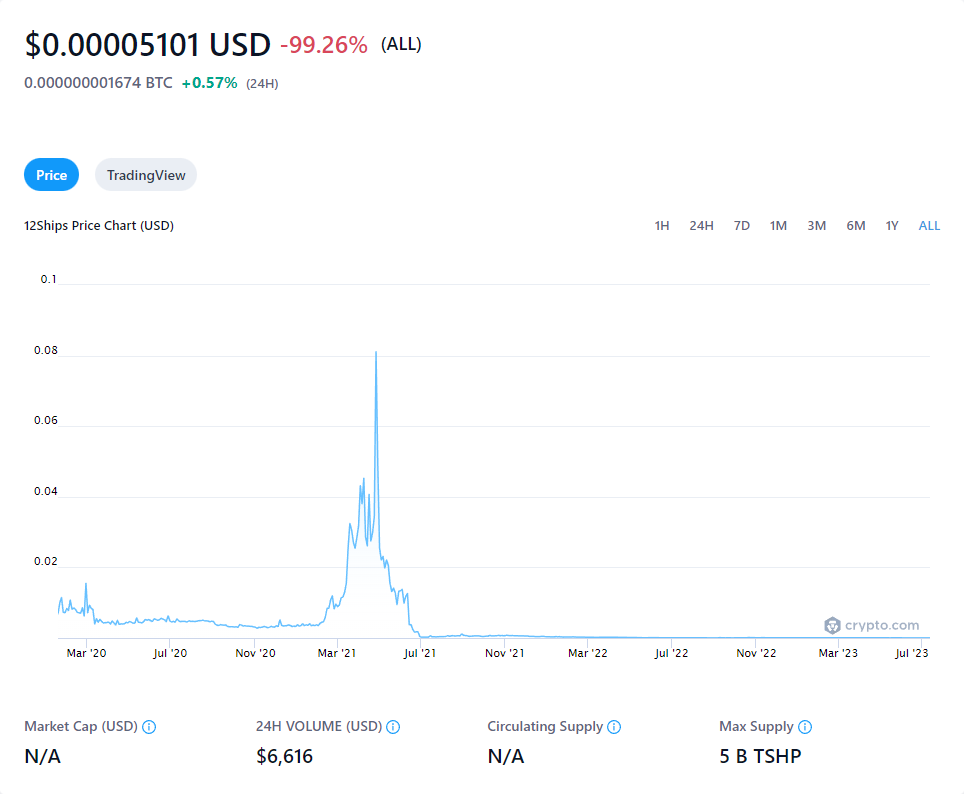 $0.00005101 USD -99.26% (ALL)
0.000000001674 BTC +0.57% (24H)
Price TradingView
12Ships Price Chart (USD) 1H 24H 7D 1M 3M 6M 1Y ALL
0.1
0.08
0.06
0.04
0.02
crypto.com
Mar '20 Jul '20 Nov '20 Mar '21 Jul '21 Nov '21 Mar '22 Jul '22 Nov '22 Mar '23 Jul '23
Market Cap (USD) 24H VOLUME (USD) Circulating Supply Max Supply
N/A $6,616 N/A 5 B TSHP